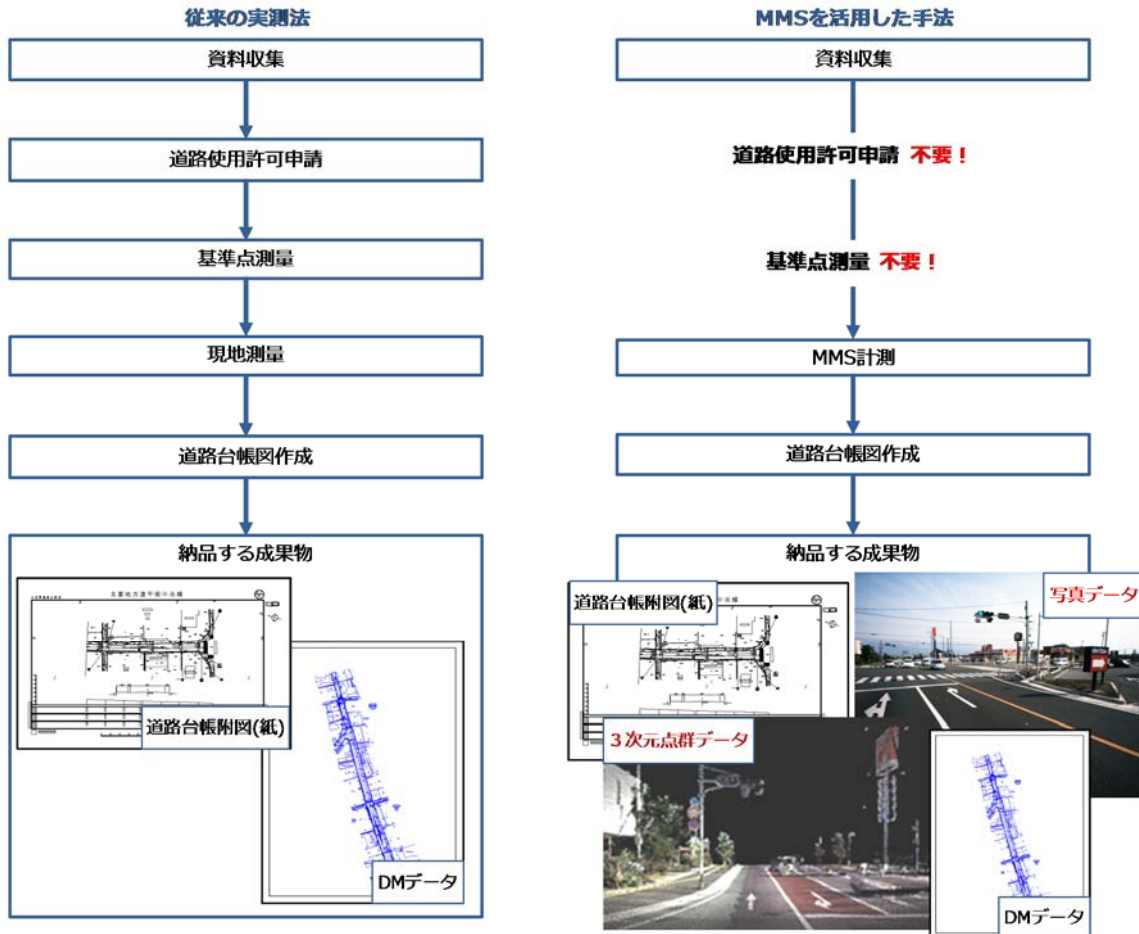 従来の実測法
資料収集
道路使用許可申請
基準点測量
現地測量
道路台帳図作成
納品する成果物
道路台帳附図(紙)
DMデータ
MMSを活用した手法
資料収集
道路使用許可申請 不要！
基準点測量 不要！
MMS計測
道路台帳図作成
納品する成果物
道路台帳附図(紙)
写真データ
３次元点群データ
DMデータ